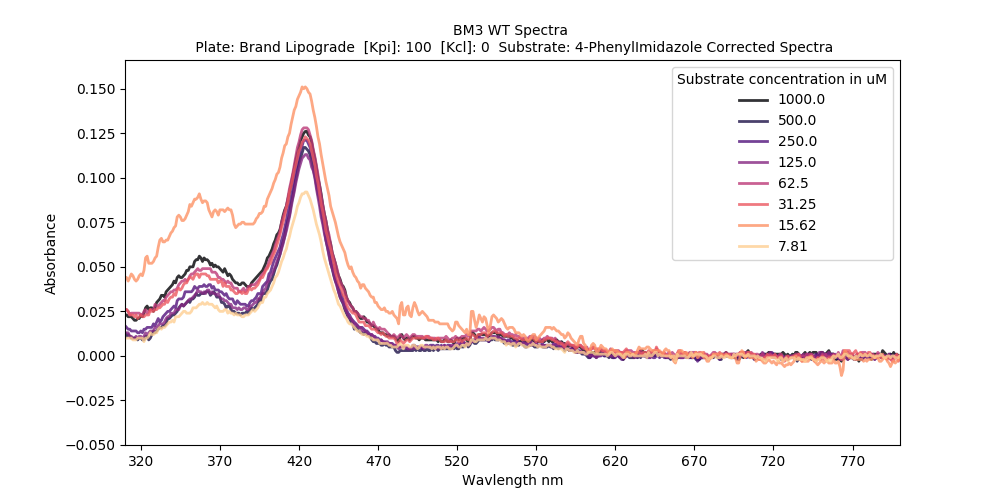 BM3 WT Spectra
Plate: Brand Lipograde  [Kpi]: 100  [Kcl]: 0  Substrate: 4-PhenylImidazole Corrected Spectra
Substrate concentration in uM
1000.0
500.0
250.0
125.0
62.5
31.25
15.62
7.81
Absorbance
0.150
0.125
0.100
0.075
0.050
0.025
0.000
−0.025
−0.050
320 370 420 470 520 570 620 670 720 770
Wavlength nm